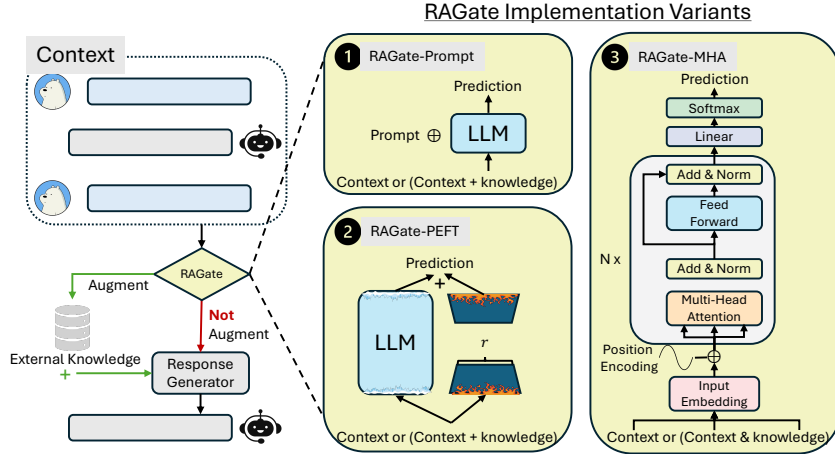 RAGate Implementation Variants
Context
RAGate
Augment
Not
Augment
External Knowledge
+
Response
Generator
1 RAGate-Prompt
Prediction
Prompt ⊕ LLM
Context or (Context + knowledge)
2 RAGate-PEFT
Prediction
+
LLM
r
Context or (Context + knowledge)
3 RAGate-MHA
Prediction
Softmax
Linear
Add & Norm
Feed
Forward
N x
Add & Norm
Multi-Head
Attention
Position
Encoding
Input
Embedding
Context or (Context & knowledge)